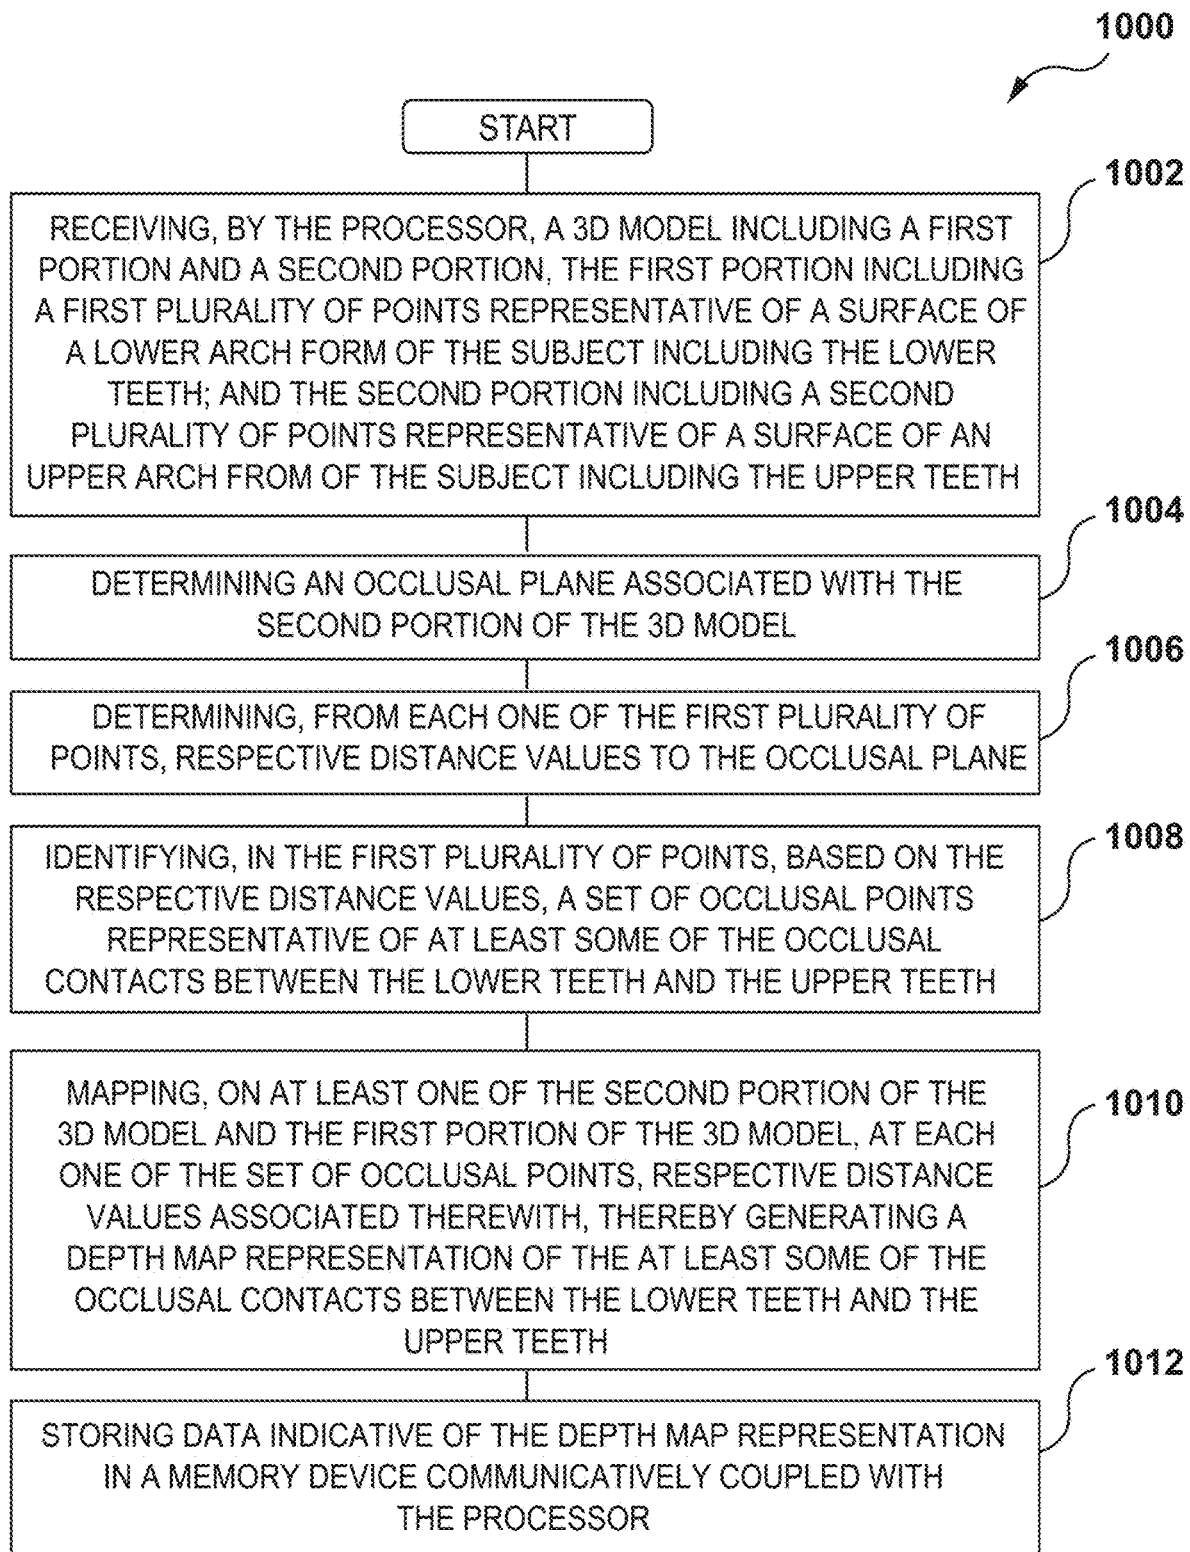 1000
START
1002
RECEIVING, BY THE PROCESSOR, A 3D MODEL INCLUDING A FIRST
PORTION AND A SECOND PORTION, THE FIRST PORTION INCLUDING
A FIRST PLURALITY OF POINTS REPRESENTATIVE OF A SURFACE OF
A LOWER ARCH FORM OF THE SUBJECT INCLUDING THE LOWER
TEETH; AND THE SECOND PORTION INCLUDING A SECOND
PLURALITY OF POINTS REPRESENTATIVE OF A SURFACE OF AN
UPPER ARCH FROM OF THE SUBJECT INCLUDING THE UPPER TEETH
1004
DETERMINING AN OCCLUSAL PLANE ASSOCIATED WITH THE
SECOND PORTION OF THE 3D MODEL
1006
DETERMINING, FROM EACH ONE OF THE FIRST PLURALITY OF
POINTS, RESPECTIVE DISTANCE VALUES TO THE OCCLUSAL PLANE
1008
IDENTIFYING, IN THE FIRST PLURALITY OF POINTS, BASED ON THE
RESPECTIVE DISTANCE VALUES, A SET OF OCCLUSAL POINTS
REPRESENTATIVE OF AT LEAST SOME OF THE OCCLUSAL
CONTACTS BETWEEN THE LOWER TEETH AND THE UPPER TEETH
1010
MAPPING, ON AT LEAST ONE OF THE SECOND PORTION OF THE
3D MODEL AND THE FIRST PORTION OF THE 3D MODEL, AT EACH
ONE OF THE SET OF OCCLUSAL POINTS, RESPECTIVE DISTANCE
VALUES ASSOCIATED THEREWITH, THEREBY GENERATING A
DEPTH MAP REPRESENTATION OF THE AT LEAST SOME OF THE
OCCLUSAL CONTACTS BETWEEN THE LOWER TEETH AND THE
UPPER TEETH
1012
STORING DATA INDICATIVE OF THE DEPTH MAP REPRESENTATION
IN A MEMORY DEVICE COMMUNICATIVELY COUPLED WITH
THE PROCESSOR